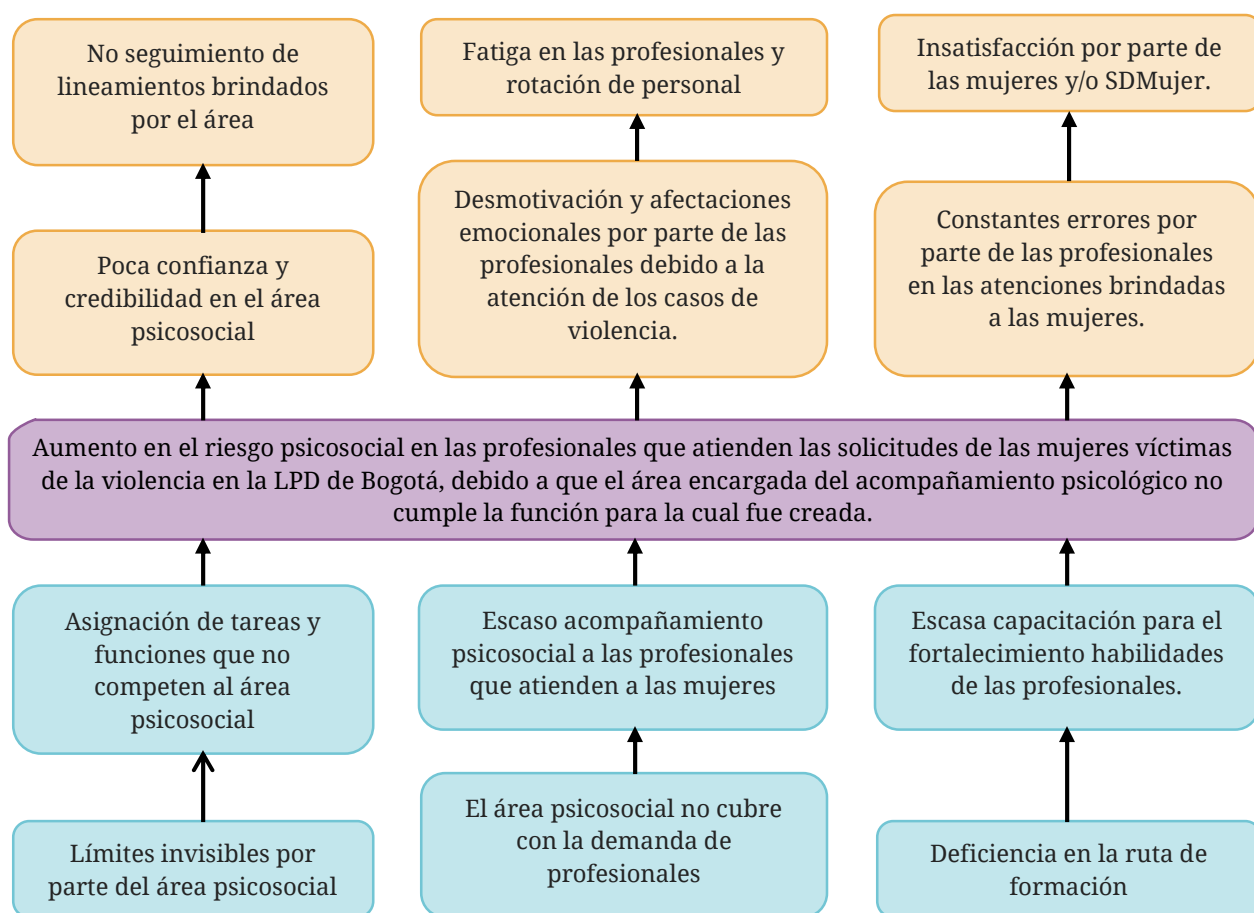 No seguimiento de
lineamientos brindados
por el área
Fatiga en las profesionales y
rotación de personal
Insatisfacción por parte de
las mujeres y/o SDMujer.
Poca confianza y
credibilidad en el área
psicosocial
Desmotivación y afectaciones
emocionales por parte de las
profesionales debido a la
atención de los casos de
violencia.
Constantes errores por
parte de las profesionales
en las atenciones brindadas
a las mujeres.
Aumento en el riesgo psicosocial en las profesionales que atienden las solicitudes de las mujeres víctimas
de la violencia en la LPD de Bogotá, debido a que el área encargada del acompañamiento psicológico no
cumple la función para la cual fue creada.
Asignación de tareas y
funciones que no
competen al área
psicosocial
Escaso acompañamiento
psicosocial a las profesionales
que atienden a las mujeres
Escasa capacitación para el
fortalecimiento habilidades
de las profesionales.
Límites invisibles por
parte del área psicosocial
El área psicosocial no cubre
con la demanda de
profesionales
Deficiencia en la ruta de
formación